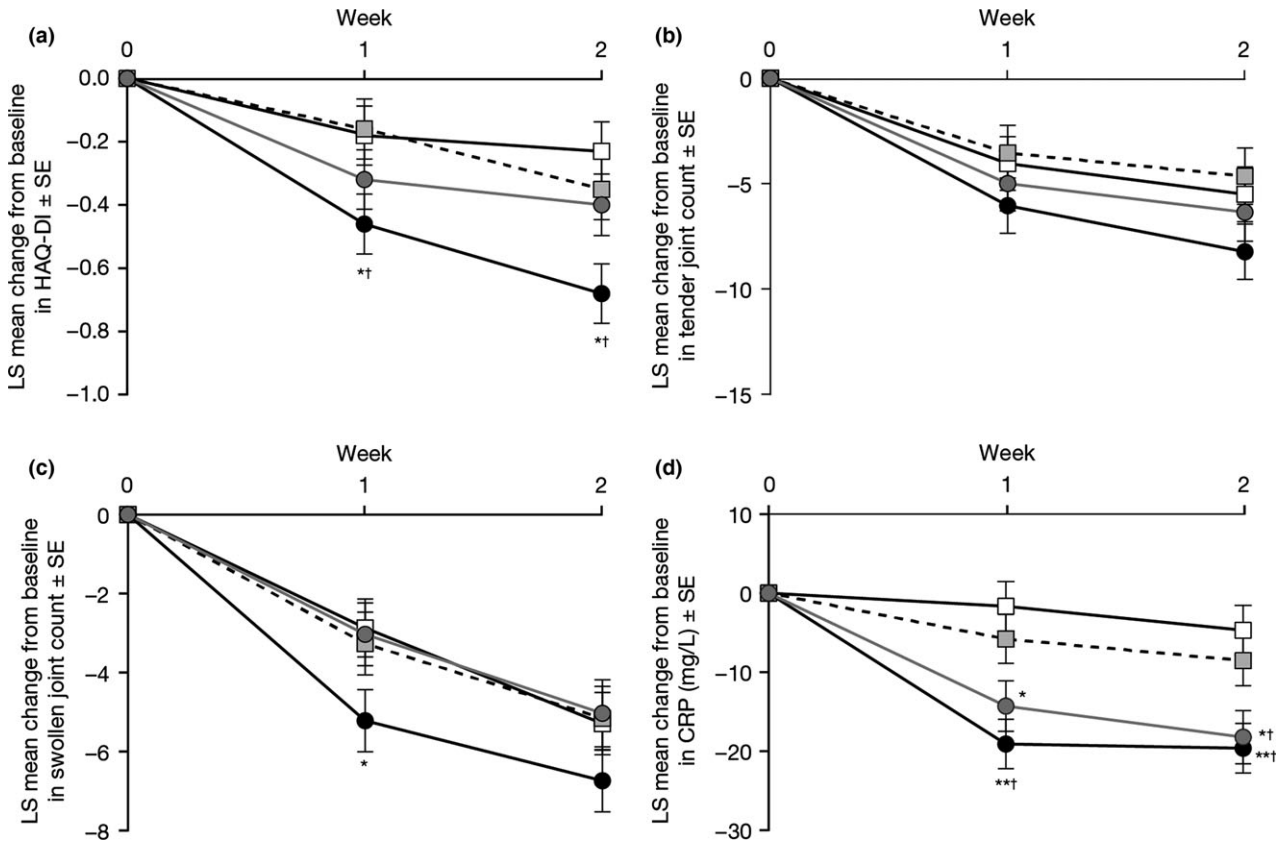 (a)
Week
0 1 2
0.0
−0.2
−0.4
−0.6
−0.8
−1.0
LS mean change from baseline
in HAQ-DI ± SE
*†
*†
(b)
Week
0 1 2
0
−5
−10
−15
LS mean change from baseline
in tender joint count ± SE
(c)
Week
0 1 2
0
−2
−4
−6
−8
LS mean change from baseline
in swollen joint count ± SE
*
(d)
Week
0 1 2
10
0
−10
−20
−30
LS mean change from baseline
in CRP (mg/L) ± SE
*
**†
*†
**†